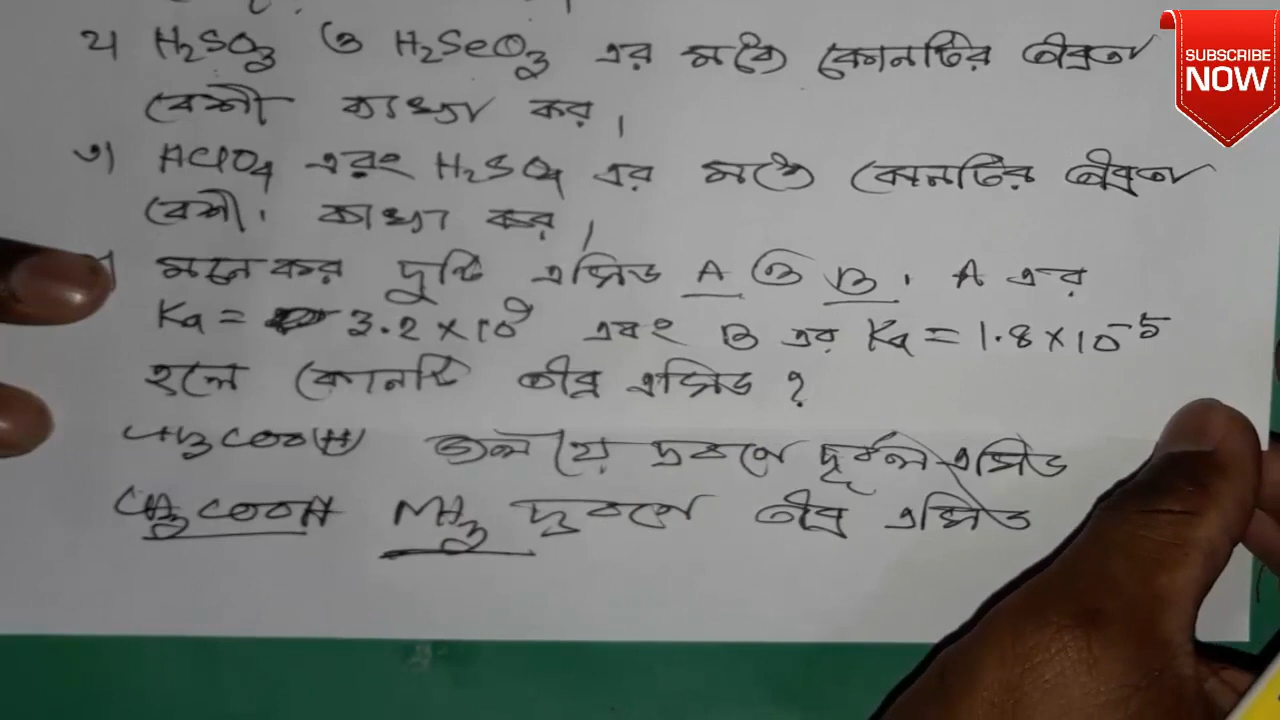 ২। H₂SO₃ ও H₂SeO₃ এর মধ্যে কোনটির তীব্রতা
বেশী ব্যাখ্যা কর।
৩। HClO₄ এবং H₂SO₄ এর মধ্যে কোনটির তীব্রতা
বেশী। ব্যাখ্যা কর।
মনেকর দুটি এসিড A ও B. A এর
Ka = 3.2×10⁹ এবং B এর Ka = 1.8×10⁻⁵
হলে কোনটি তীব্র এসিড ?
CH₃COOH জলীয় দ্রবণে দুর্বল এসিড
CH₃COOH NH₃ দ্রবণে তীব্র এসিড
SUBSCRIBE
NOW